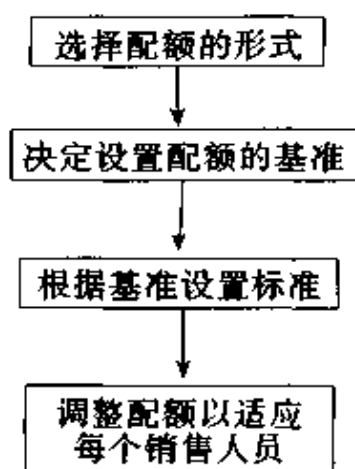 选择配额的形式
决定设置配额的基准
根据基准设置标准
调整配额以适应
每个销售人员